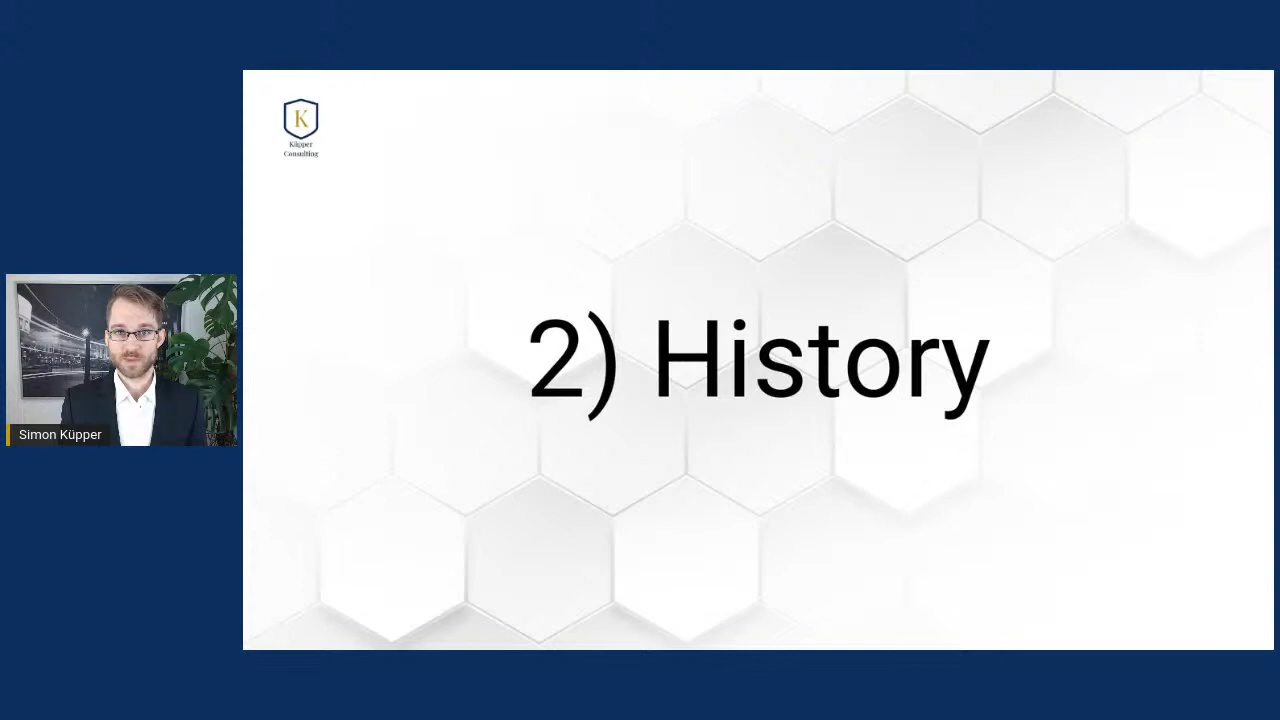 K
Küpper
Consulting
2) History
Simon Küpper